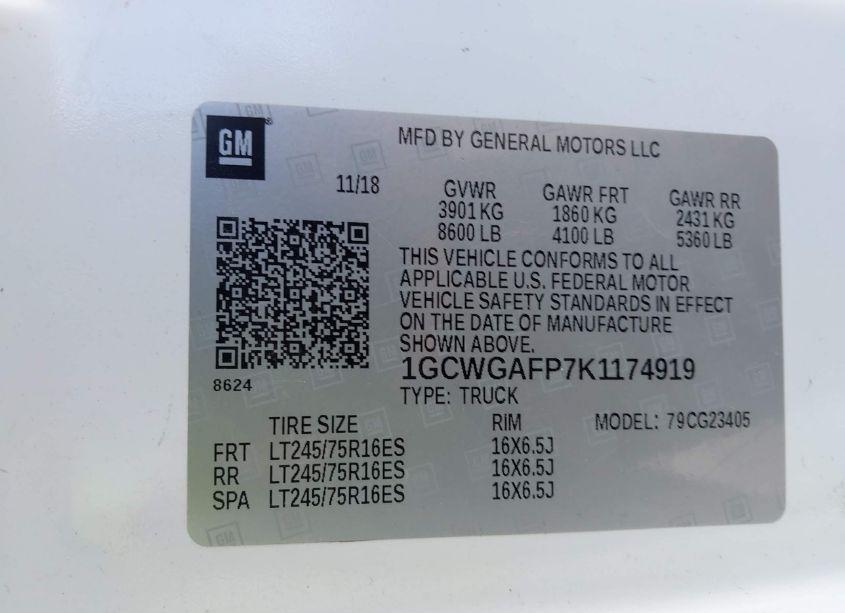 GM®
MFD BY GENERAL MOTORS LLC
11/18
GVWR GAWR FRT GAWR RR
3901 KG 1860 KG 2431 KG
8600 LB 4100 LB 5360 LB
THIS VEHICLE CONFORMS TO ALL
APPLICABLE U.S. FEDERAL MOTOR
VEHICLE SAFETY STANDARDS IN EFFECT
ON THE DATE OF MANUFACTURE
SHOWN ABOVE.
1GCWGAFP7K1174919
8624
TYPE: TRUCK
TIRE SIZE RIM MODEL: 79CG23405
FRT LT245/75R16ES 16X6.5J
RR LT245/75R16ES 16X6.5J
SPA LT245/75R16ES 16X6.5J